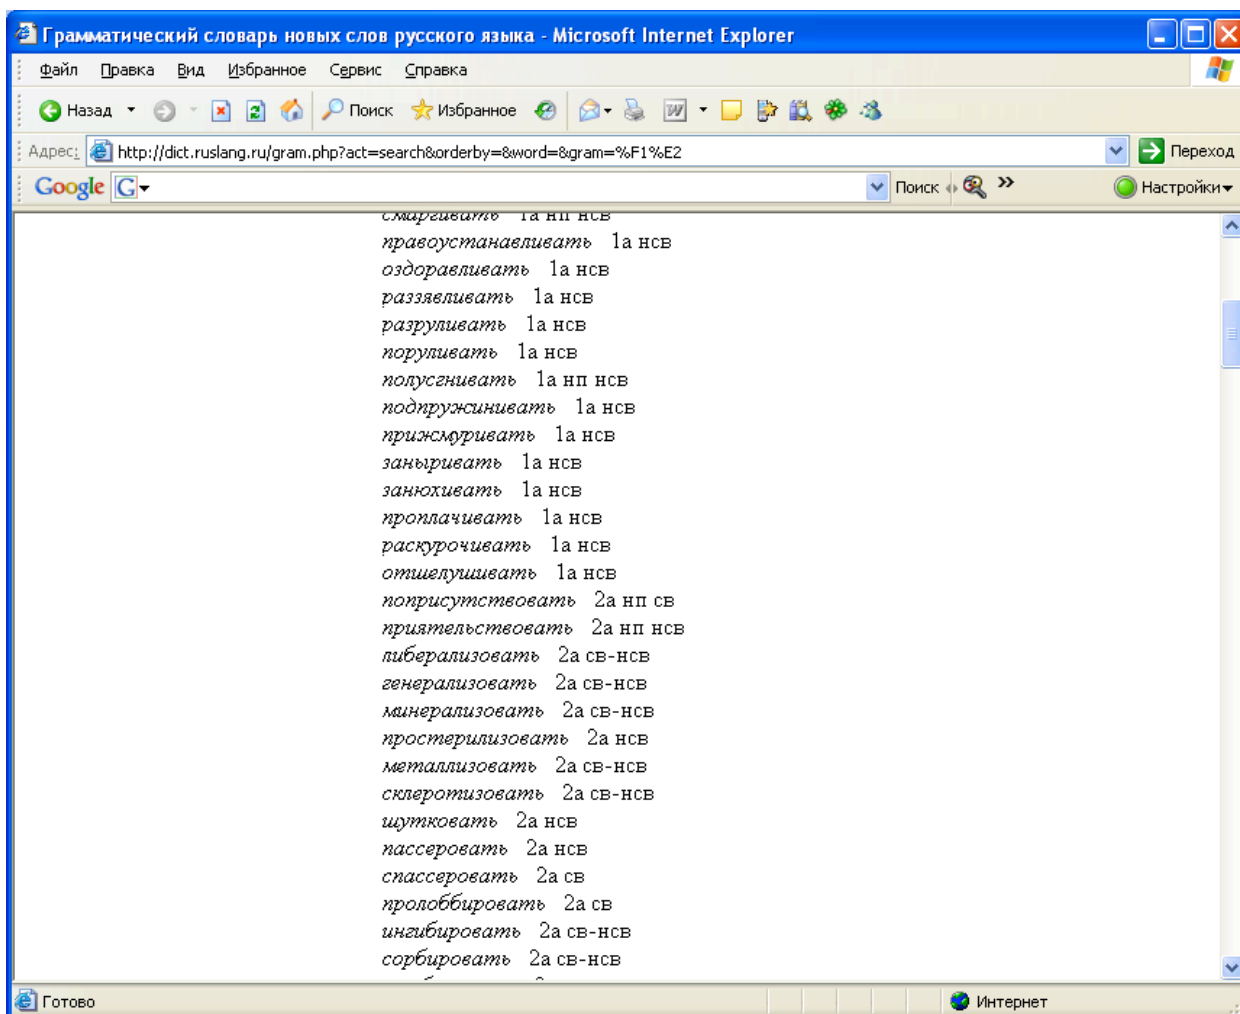 Грамматический словарь новых слов русского языка - Microsoft Internet Explorer
Файл Правка Вид Избранное Сервис Справка
Назад Поиск Избранное
Адрес: http://dict.ruslang.ru/gram.php?act=search&orderby=&word=&gram=%F1%E2 Переход
Google G Поиск » Настройки
смаргивать 1а нп нсв
правоустанавливать 1а нсв
оздоравливать 1а нсв
раззявливать 1а нсв
разруливать 1а нсв
поруливать 1а нсв
полусгнивать 1а нп нсв
подпружинивать 1а нсв
прижмуривать 1а нсв
заныривать 1а нсв
занюхивать 1а нсв
проплачивать 1а нсв
раскурочивать 1а нсв
отшелушивать 1а нсв
поприсутствовать 2а нп св
приятельствовать 2а нп нсв
либерализовать 2а св-нсв
генерализовать 2а св-нсв
минерализовать 2а св-нсв
простерилизовать 2а нсв
металлизовать 2а св-нсв
склеротизовать 2а св-нсв
шутковать 2а нсв
пассеровать 2а нсв
спассеровать 2а св
пролоббировать 2а св
ингибировать 2а св-нсв
сорбировать 2а св-нсв
Готово Интернет